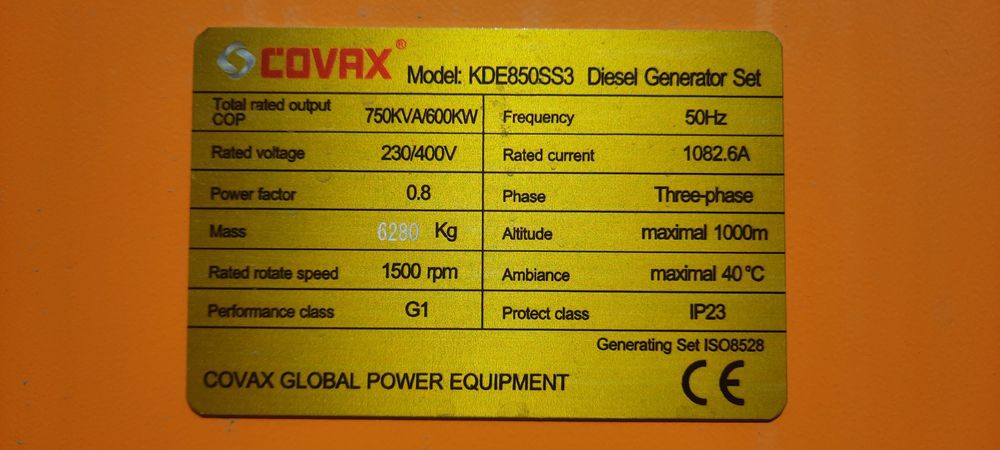 COVAX® Model: KDE850SS3 Diesel Generator Set
Total rated output COP 750KVA/600KW Frequency 50Hz
Rated voltage 230/400V Rated current 1082.6A
Power factor 0.8 Phase Three-phase
Mass 6280 Kg Altitude maximal 1000m
Rated rotate speed 1500 rpm Ambiance maximal 40°C
Performance class G1 Protect class IP23
Generating Set ISO8528
COVAX GLOBAL POWER EQUIPMENT CE